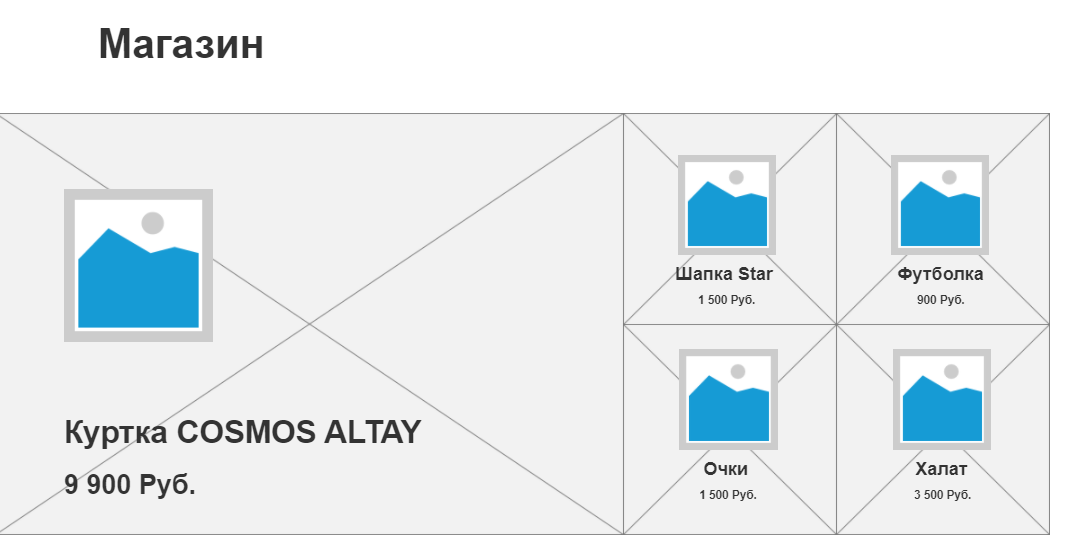 Магазин
Куртка COSMOS ALTAY
9 900 Руб.
Шапка Star
1 500 Руб.
Футболка
900 Руб.
Очки
1 500 Руб.
Халат
3 500 Руб.